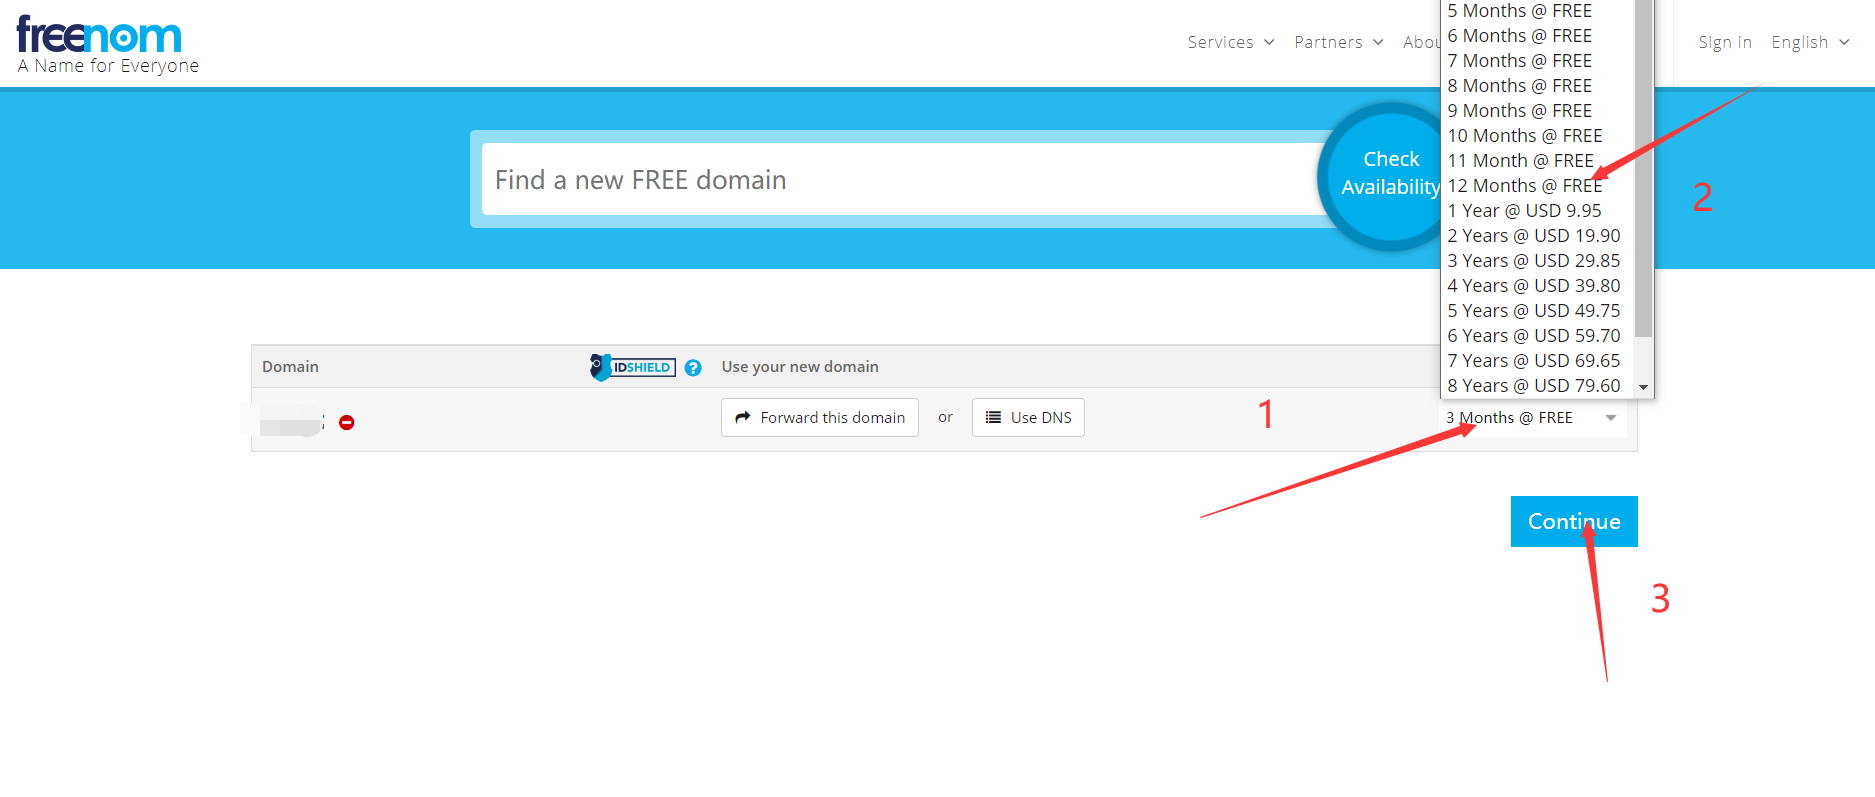 freenom
A Name for Everyone
Services
Partners
Abou
Sign in
English
5 Months @ FREE
6 Months @ FREE
7 Months @ FREE
8 Months @ FREE
9 Months @ FREE
10 Months @ FREE
11 Month @ FREE
12 Months @ FREE
1 Year @ USD 9.95
2 Years @ USD 19.90
3 Years @ USD 29.85
4 Years @ USD 39.80
5 Years @ USD 49.75
6 Years @ USD 59.70
7 Years @ USD 69.65
8 Years @ USD 79.60
2
Find a new FREE domain
Check
Availability
Domain
IDSHIELD ?
Use your new domain
Forward this domain or Use DNS
1
3 Months @ FREE
Continue
3